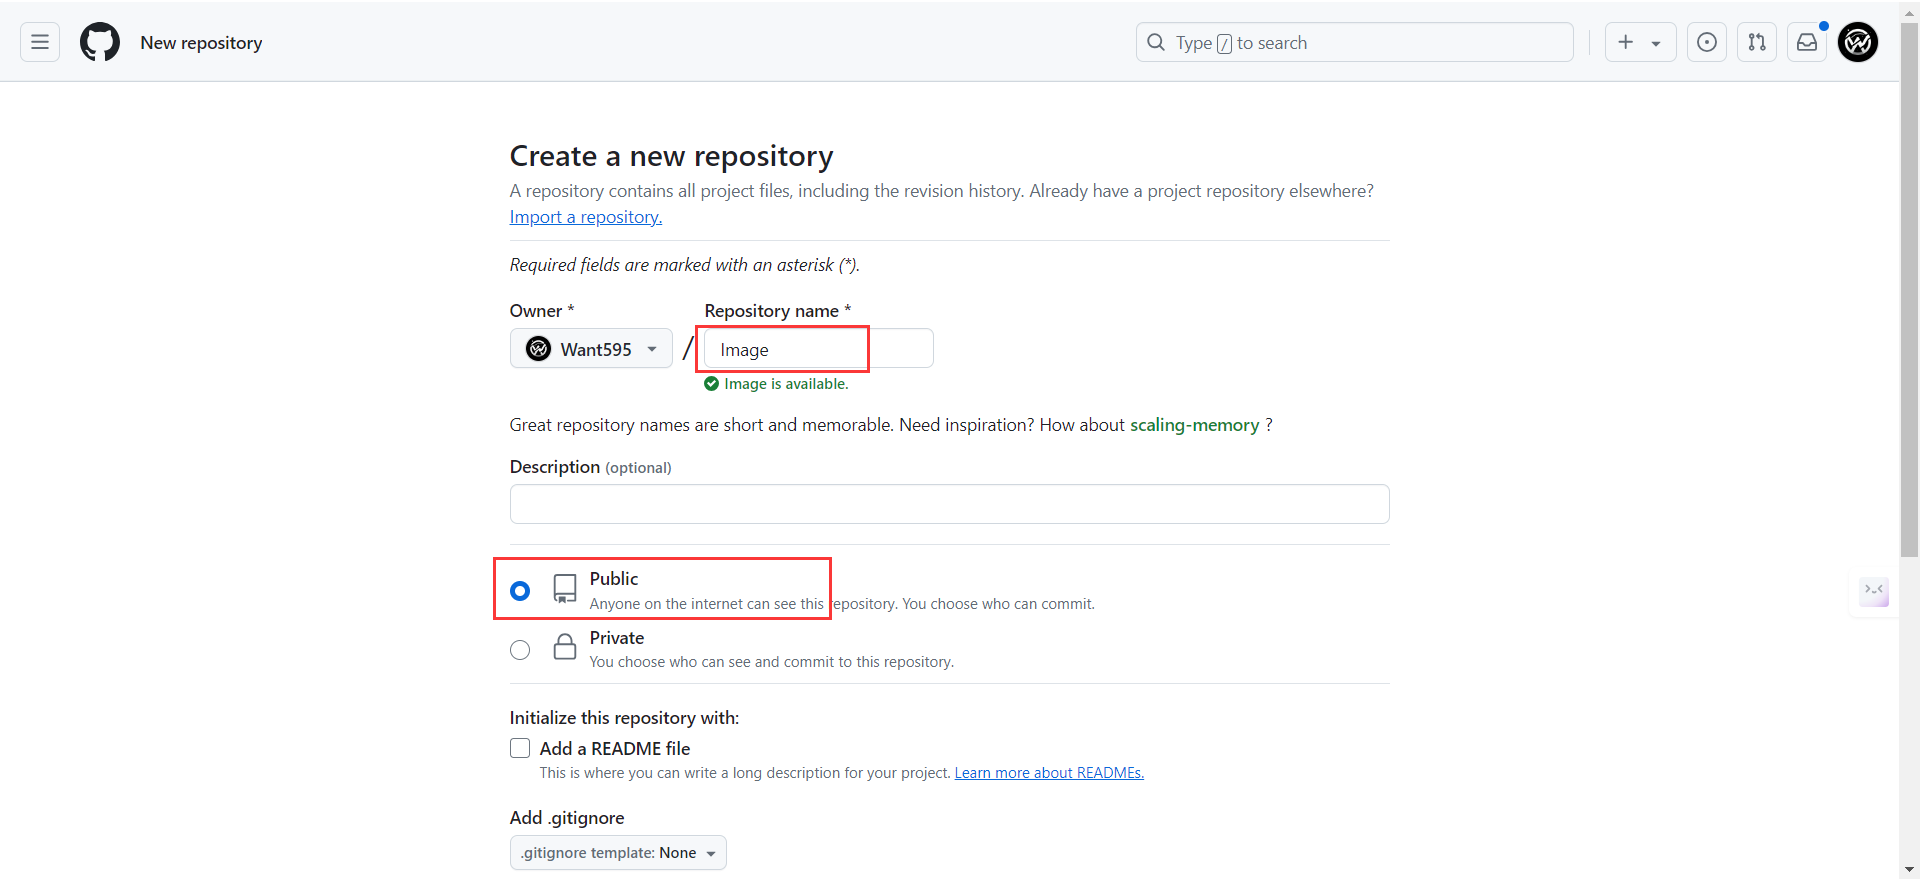 New repository
Type / to search
Create a new repository
A repository contains all project files, including the revision history. Already have a project repository elsewhere?
Import a repository.
Required fields are marked with an asterisk (*).
Owner *
Repository name *
Want595
/
Image
Image is available.
Great repository names are short and memorable. Need inspiration? How about scaling-memory ?
Description (optional)
Public
Anyone on the internet can see this repository. You choose who can commit.
Private
You choose who can see and commit to this repository.
Initialize this repository with:
Add a README file
This is where you can write a long description for your project. Learn more about READMEs.
Add .gitignore
.gitignore template: None